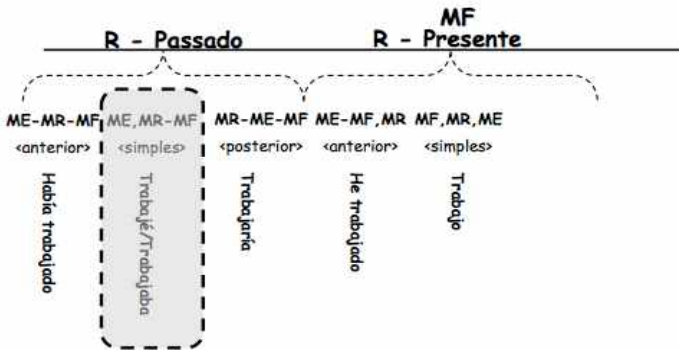 MF
R - Passado R - Presente
ME-MR-MF ME,MR-MF MR-ME-MF ME-MF,MR MF,MR,ME
<anterior> <simples> <posterior> <anterior> <simples>
Había trabajado
Trabajé/Trabajaba
Trabajaría
He trabajado
Trabajo